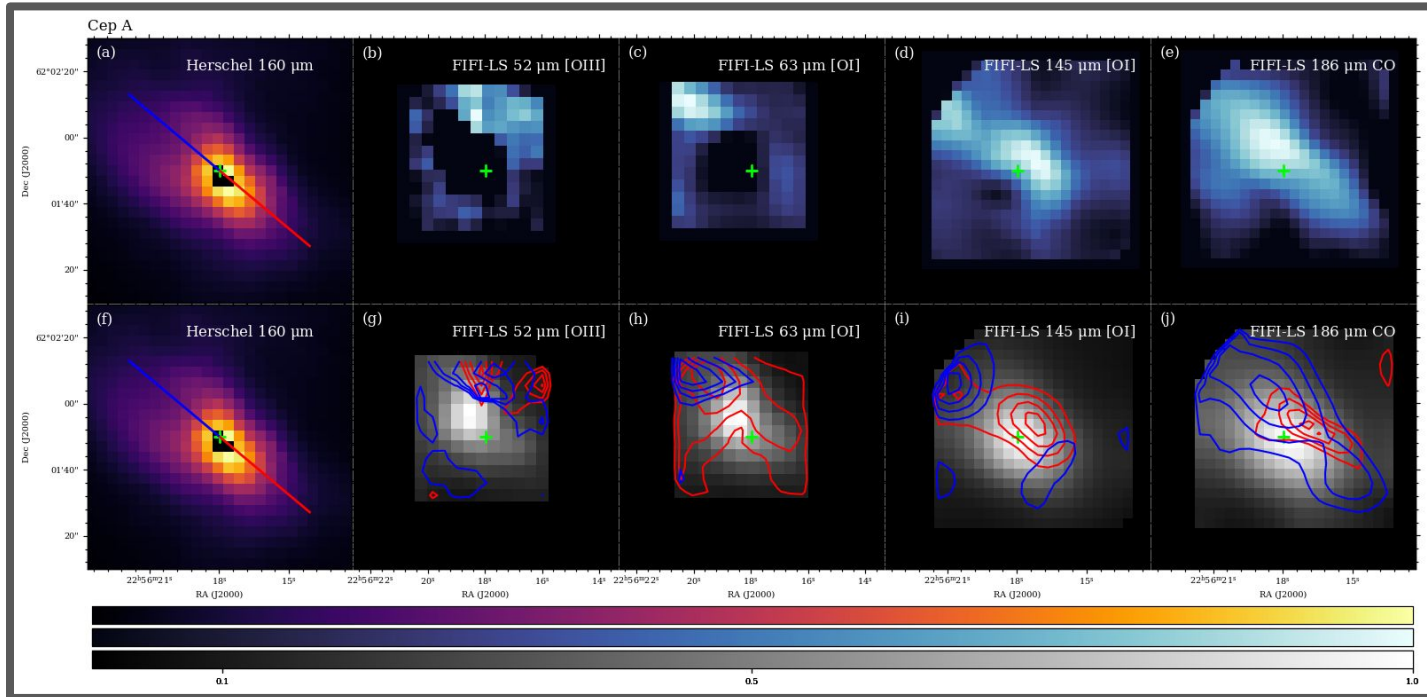 Cep A
(a) Herschel 160 μm
(b) FIFI-LS 52 μm [OIII]
(c) FIFI-LS 63 μm [OI]
(d) FIFI-LS 145 μm [OI]
(e) FIFI-LS 186 μm CO
62°02'20"
00"
01'40"
20"
Dec (J2000)
(f) Herschel 160 μm
(g) FIFI-LS 52 μm [OIII]
(h) FIFI-LS 63 μm [OI]
(i) FIFI-LS 145 μm [OI]
(j) FIFI-LS 186 μm CO
62°02'20"
00"
01'40"
20"
Dec (J2000)
22ʰ56ᵐ21ˢ 18ˢ 15ˢ
22ʰ56ᵐ22ˢ 20ˢ 18ˢ 16ˢ 14ˢ
22ʰ56ᵐ22ˢ 20ˢ 18ˢ 16ˢ 14ˢ
22ʰ56ᵐ21ˢ 18ˢ 15ˢ
22ʰ56ᵐ21ˢ 18ˢ 15ˢ
RA (J2000) RA (J2000) RA (J2000) RA (J2000) RA (J2000)
0.1 0.5 1.0